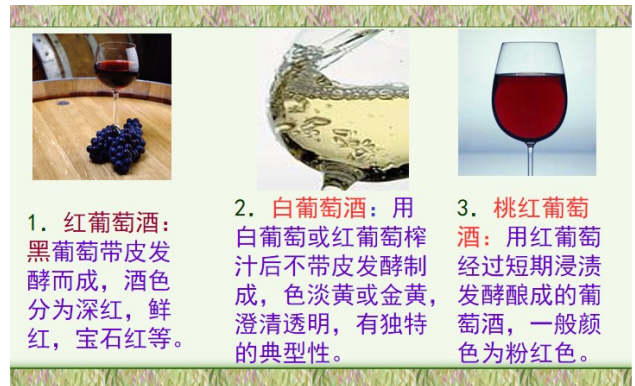 1. 红葡萄酒：
黑葡萄带皮发
酵而成，酒色
分为深红，鲜
红，宝石红等。
2. 白葡萄酒：用
白葡萄或红葡萄榨
汁后不带皮发酵制
成，色淡黄或金黄，
澄清透明，有独特
的典型性。
3. 桃红葡萄
酒：用红葡萄
经过短期浸渍
发酵酿成的葡
萄酒，一般颜
色为粉红色。